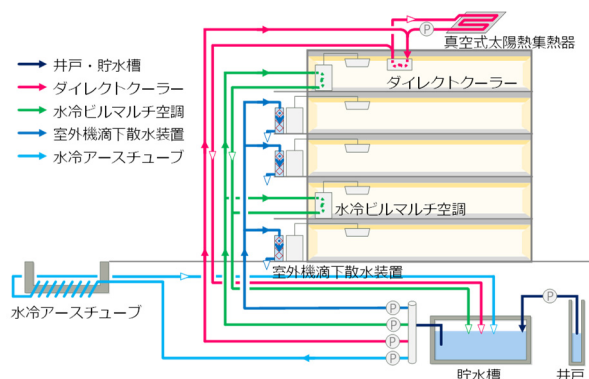 真空式太陽熱集熱器
P
井戸・貯水槽
ダイレクトクーラー
水冷ビルマルチ空調
室外機滴下散水装置
水冷アースチューブ
ダイレクトクーラー
水冷ビルマルチ空調
室外機滴下散水装置
水冷アースチューブ
P
P
P
P
P
貯水槽
井戸